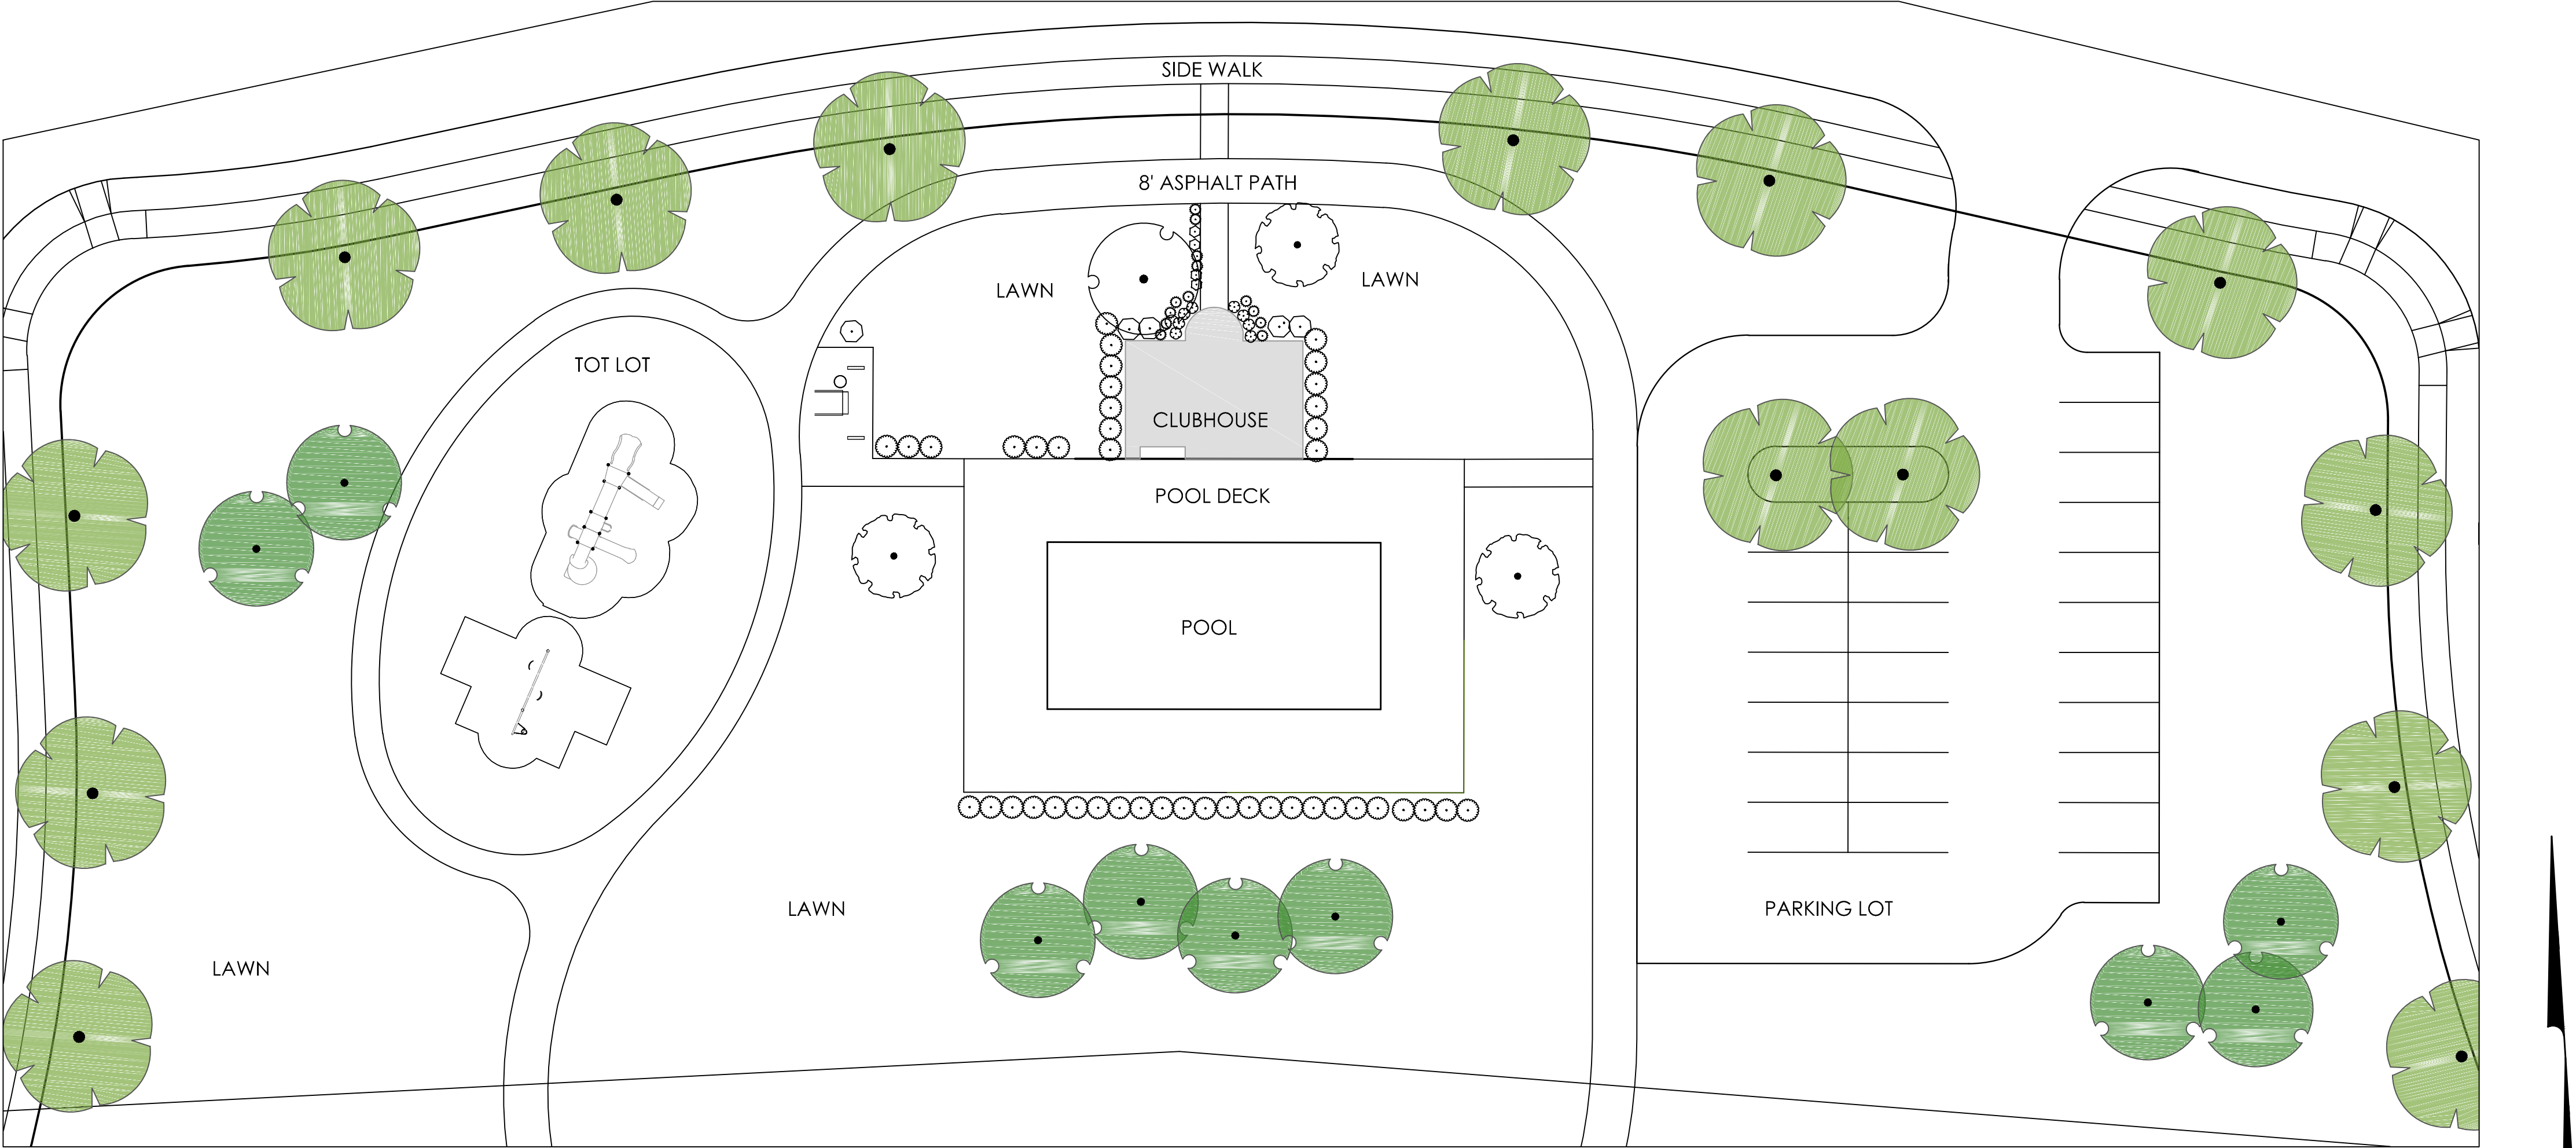 SIDE WALK
8' ASPHALT PATH
LAWN
LAWN
TOT LOT
CLUBHOUSE
POOL DECK
POOL
LAWN
PARKING LOT
LAWN